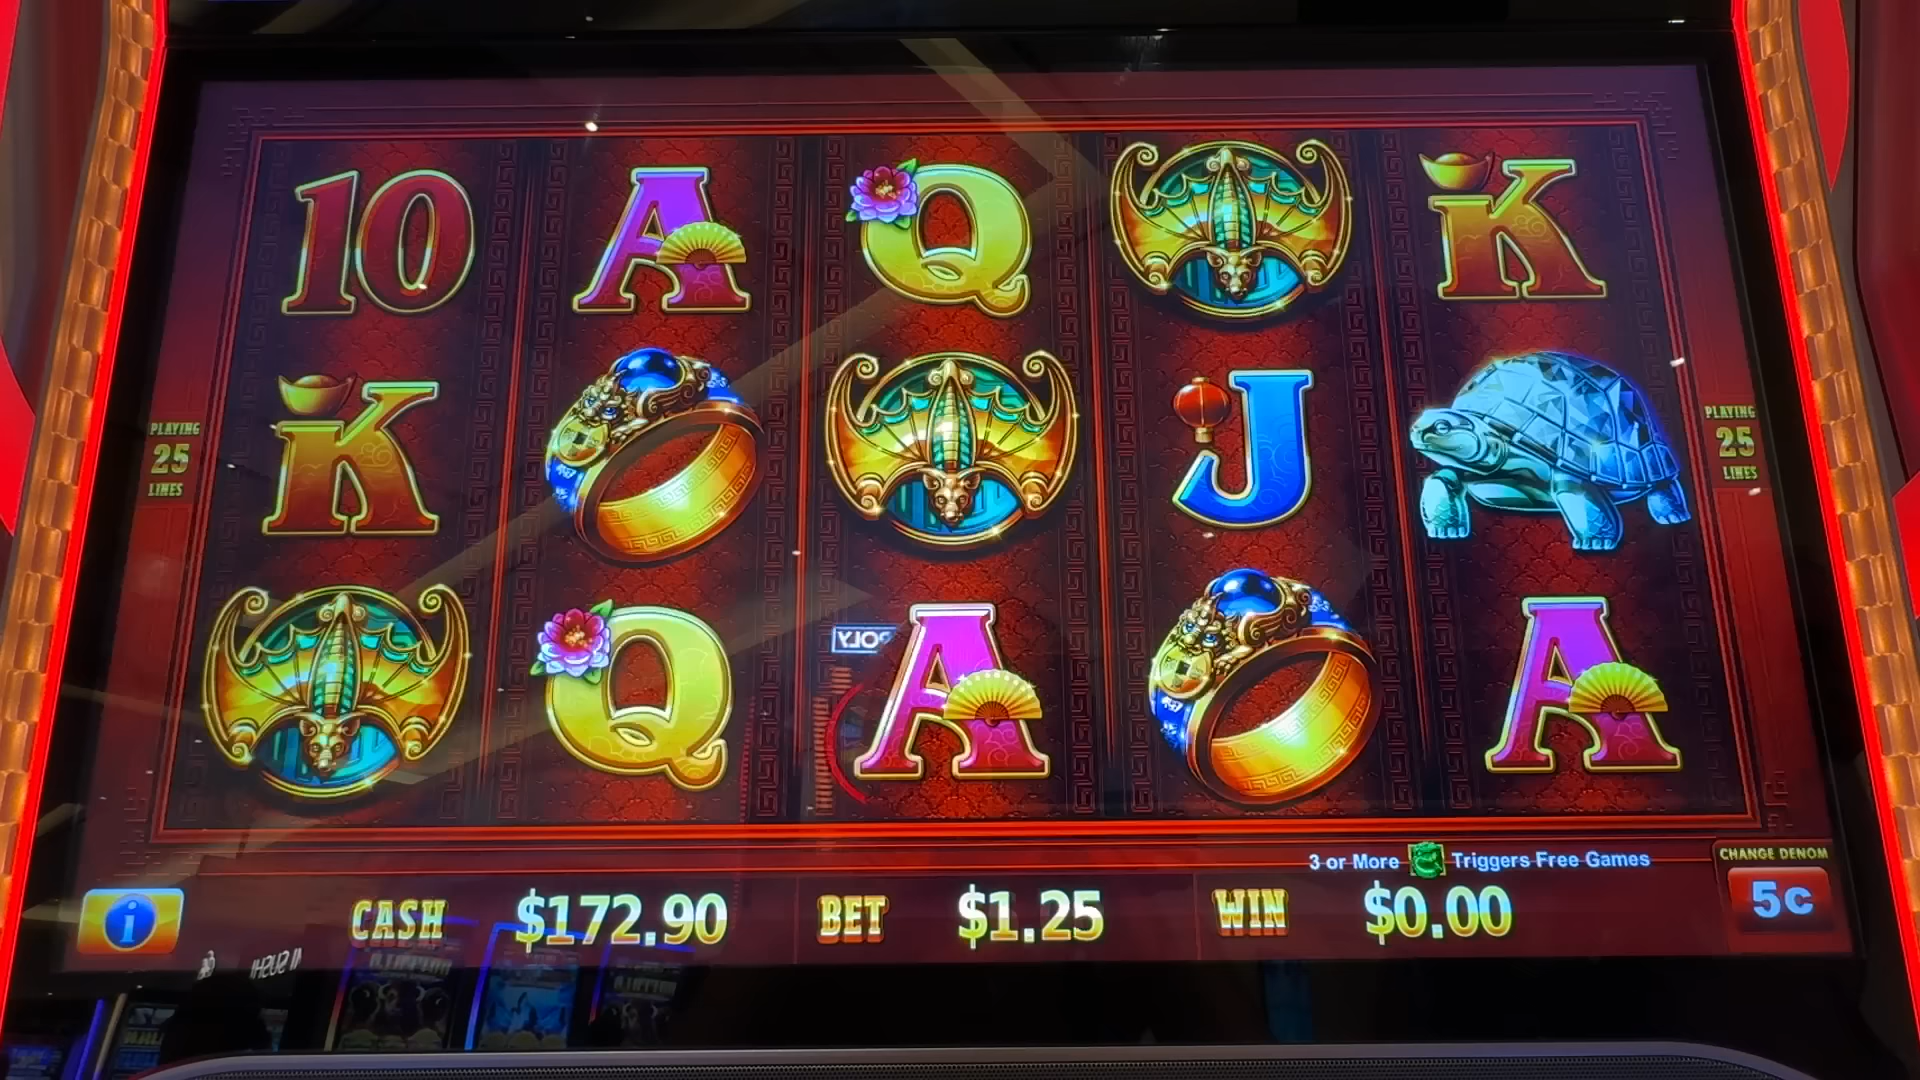 10 A Q K
K J
Q A A
PLAYING 25 LINES
PLAYING 25 LINES
3 or More Triggers Free Games
CHANGE DENOM
5c
i CASH $172.90 BET $1.25 WIN $0.00